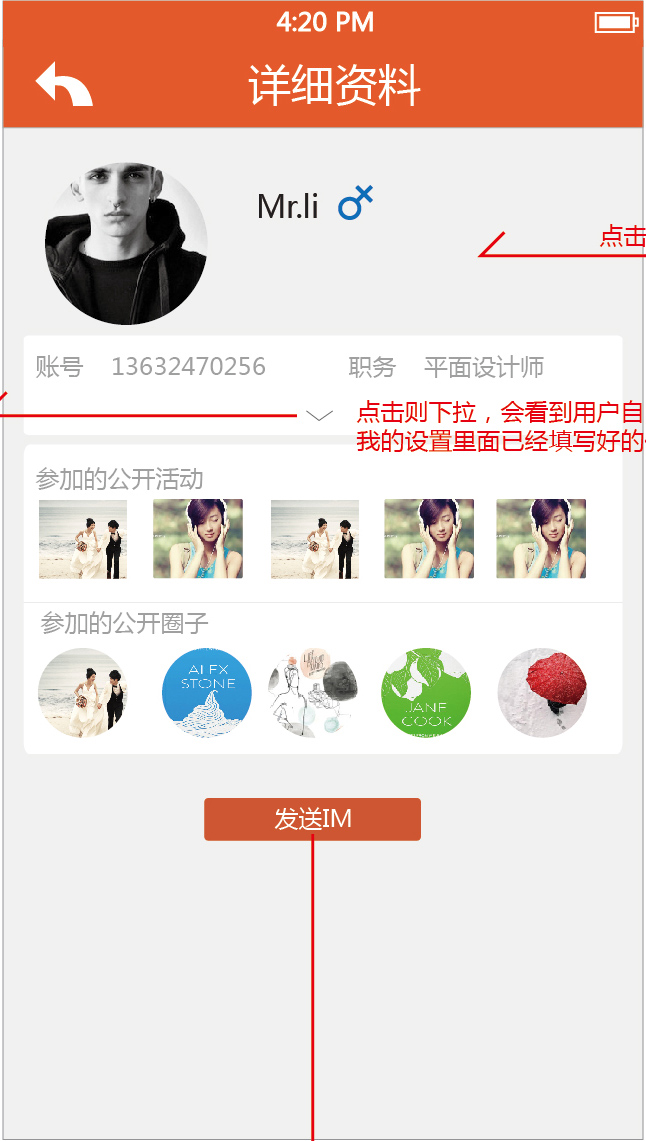 4:20 PM
详细资料
Mr.li
点击
账号 13632470256 职务 平面设计师
点击则下拉，会看到用户自
我的设置里面已经填写好的
参加的公开活动
参加的公开圈子
ALEX
STONE
JANE
COOK
发送IM